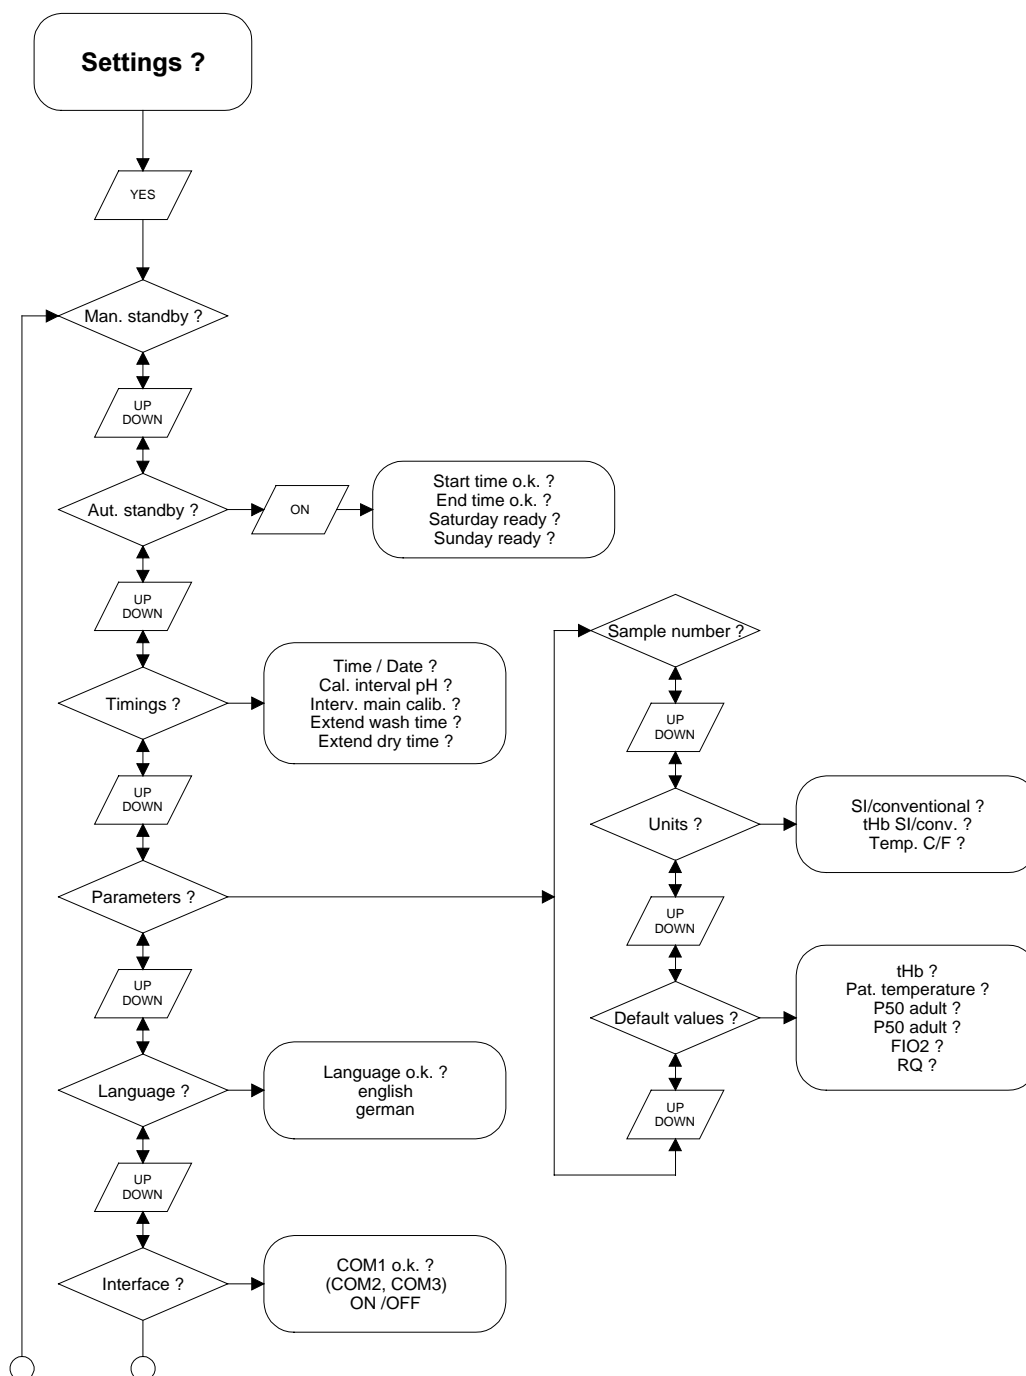 Settings ?
YES
Man. standby ?
UP
DOWN
Aut. standby ?
ON
Start time o.k. ?
End time o.k. ?
Saturday ready ?
Sunday ready ?
UP
DOWN
Timings ?
Time / Date ?
Cal. interval pH ?
Interv. main calib. ?
Extend wash time ?
Extend dry time ?
UP
DOWN
Parameters ?
Sample number ?
UP
DOWN
Units ?
SI/conventional ?
tHb SI/conv. ?
Temp. C/F ?
UP
DOWN
Default values ?
tHb ?
Pat. temperature ?
P50 adult ?
P50 adult ?
FIO2 ?
RQ ?
UP
DOWN
UP
DOWN
Language ?
Language o.k. ?
english
german
UP
DOWN
Interface ?
COM1 o.k. ?
(COM2, COM3)
ON /OFF